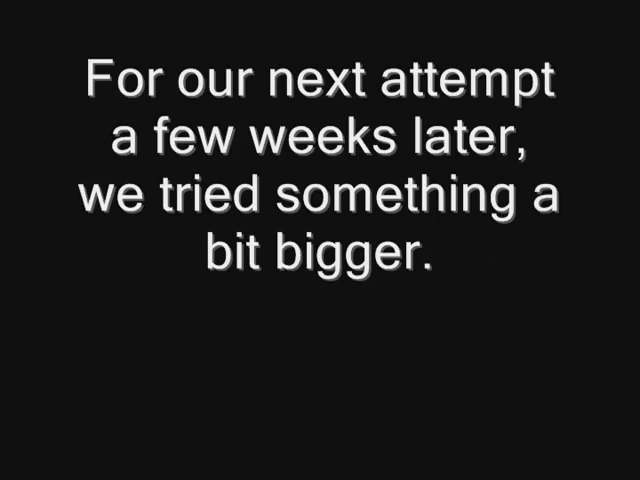 For our next attempt
a few weeks later,
we tried something a
bit bigger.